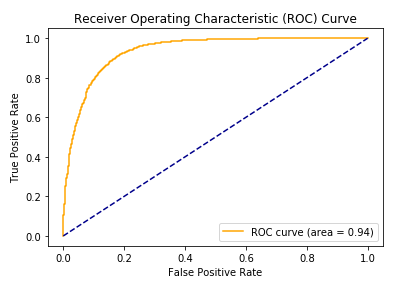 Receiver Operating Characteristic (ROC) Curve
True Positive Rate
1.0
0.8
0.6
0.4
0.2
0.0
0.0 0.2 0.4 0.6 0.8 1.0
False Positive Rate
ROC curve (area = 0.94)